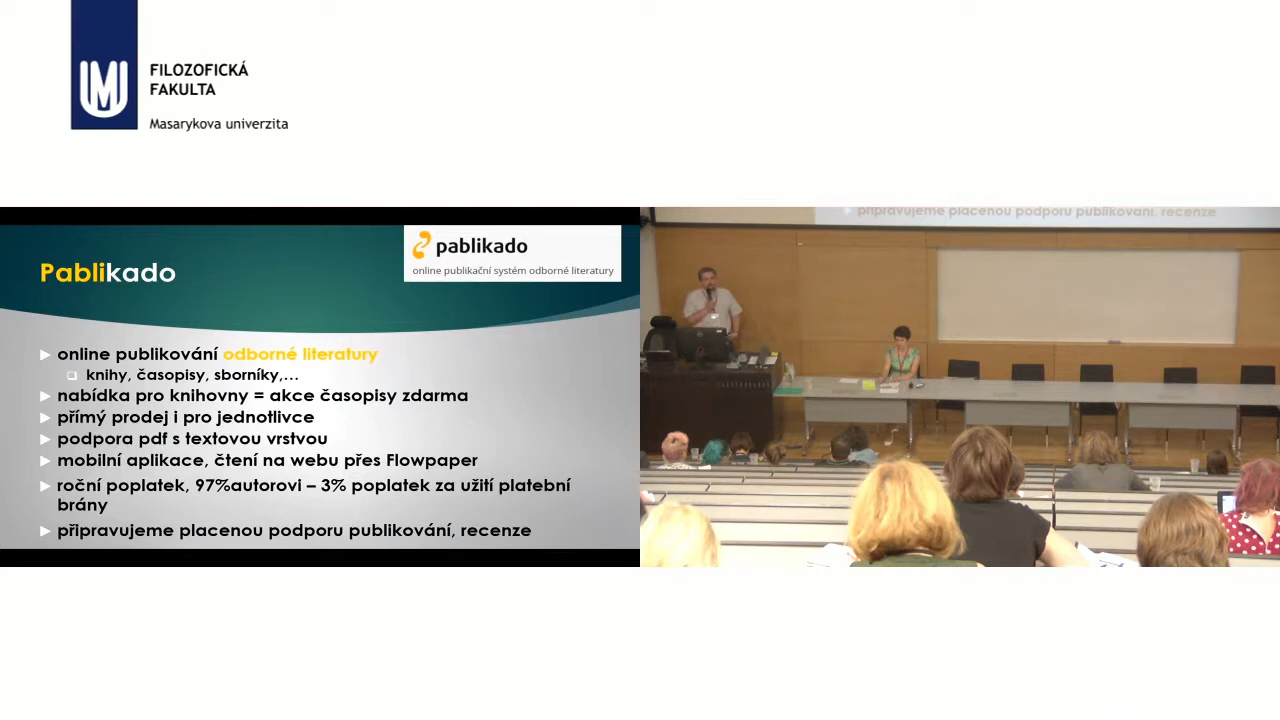 FILOZOFICKÁ
FAKULTA
Masarykova univerzita
pablikado
online publikační systém odborné literatury
Pablikado
online publikování odborné literatury
knihy, časopisy, sborníky,...
nabídka pro knihovny = akce časopisy zdarma
přímý prodej i pro jednotlivce
podpora pdf s textovou vrstvou
mobilní aplikace, čtení na webu přes Flowpaper
roční poplatek, 97%autorovi – 3% poplatek za užití platební
brány
připravujeme placenou podporu publikování, recenze
připravujeme placenou podporu publikování, recenze